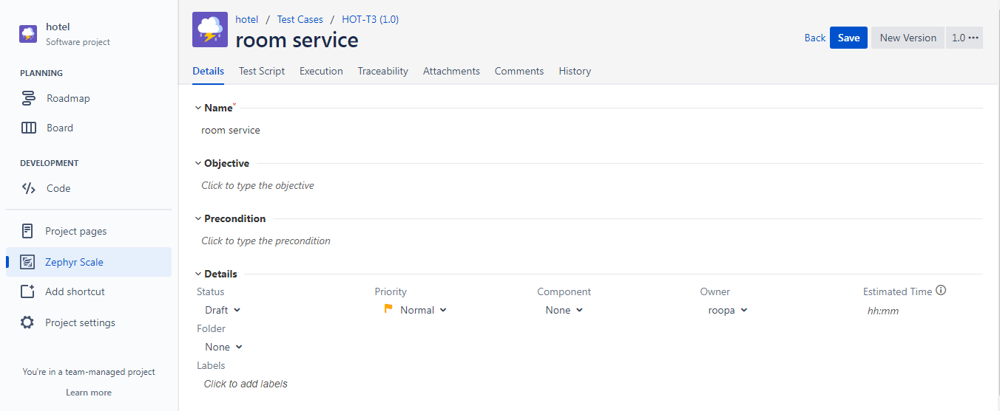 hotel
Software project
PLANNING
Roadmap
Board
DEVELOPMENT
Code
Project pages
Zephyr Scale
Add shortcut
Project settings
You're in a team-managed project
Learn more
hotel / Test Cases / HOT-T3 (1.0)
room service
Back Save New Version 1.0 •••
Details Test Script Execution Traceability Attachments Comments History
Name*
room service
Objective
Click to type the objective
Precondition
Click to type the precondition
Details
Status Priority Component Owner Estimated Time
Draft Normal None roopa hh:mm
Folder
None
Labels
Click to add labels